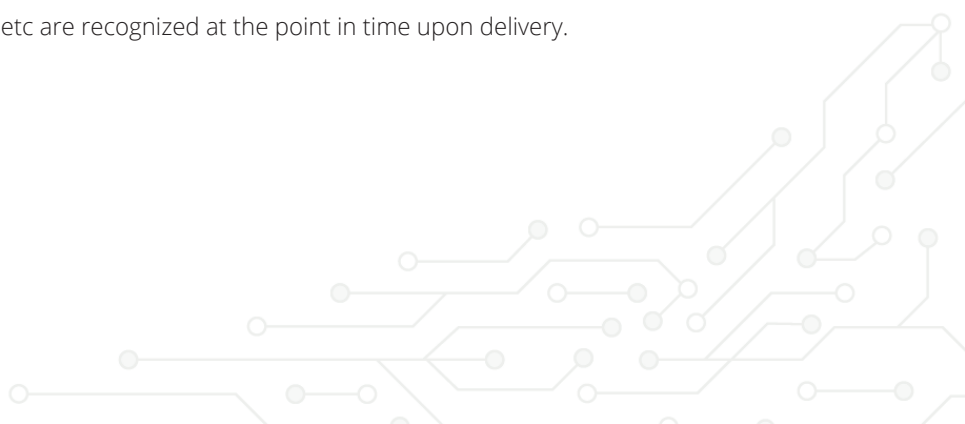 etc are recognized at the point in time upon delivery.